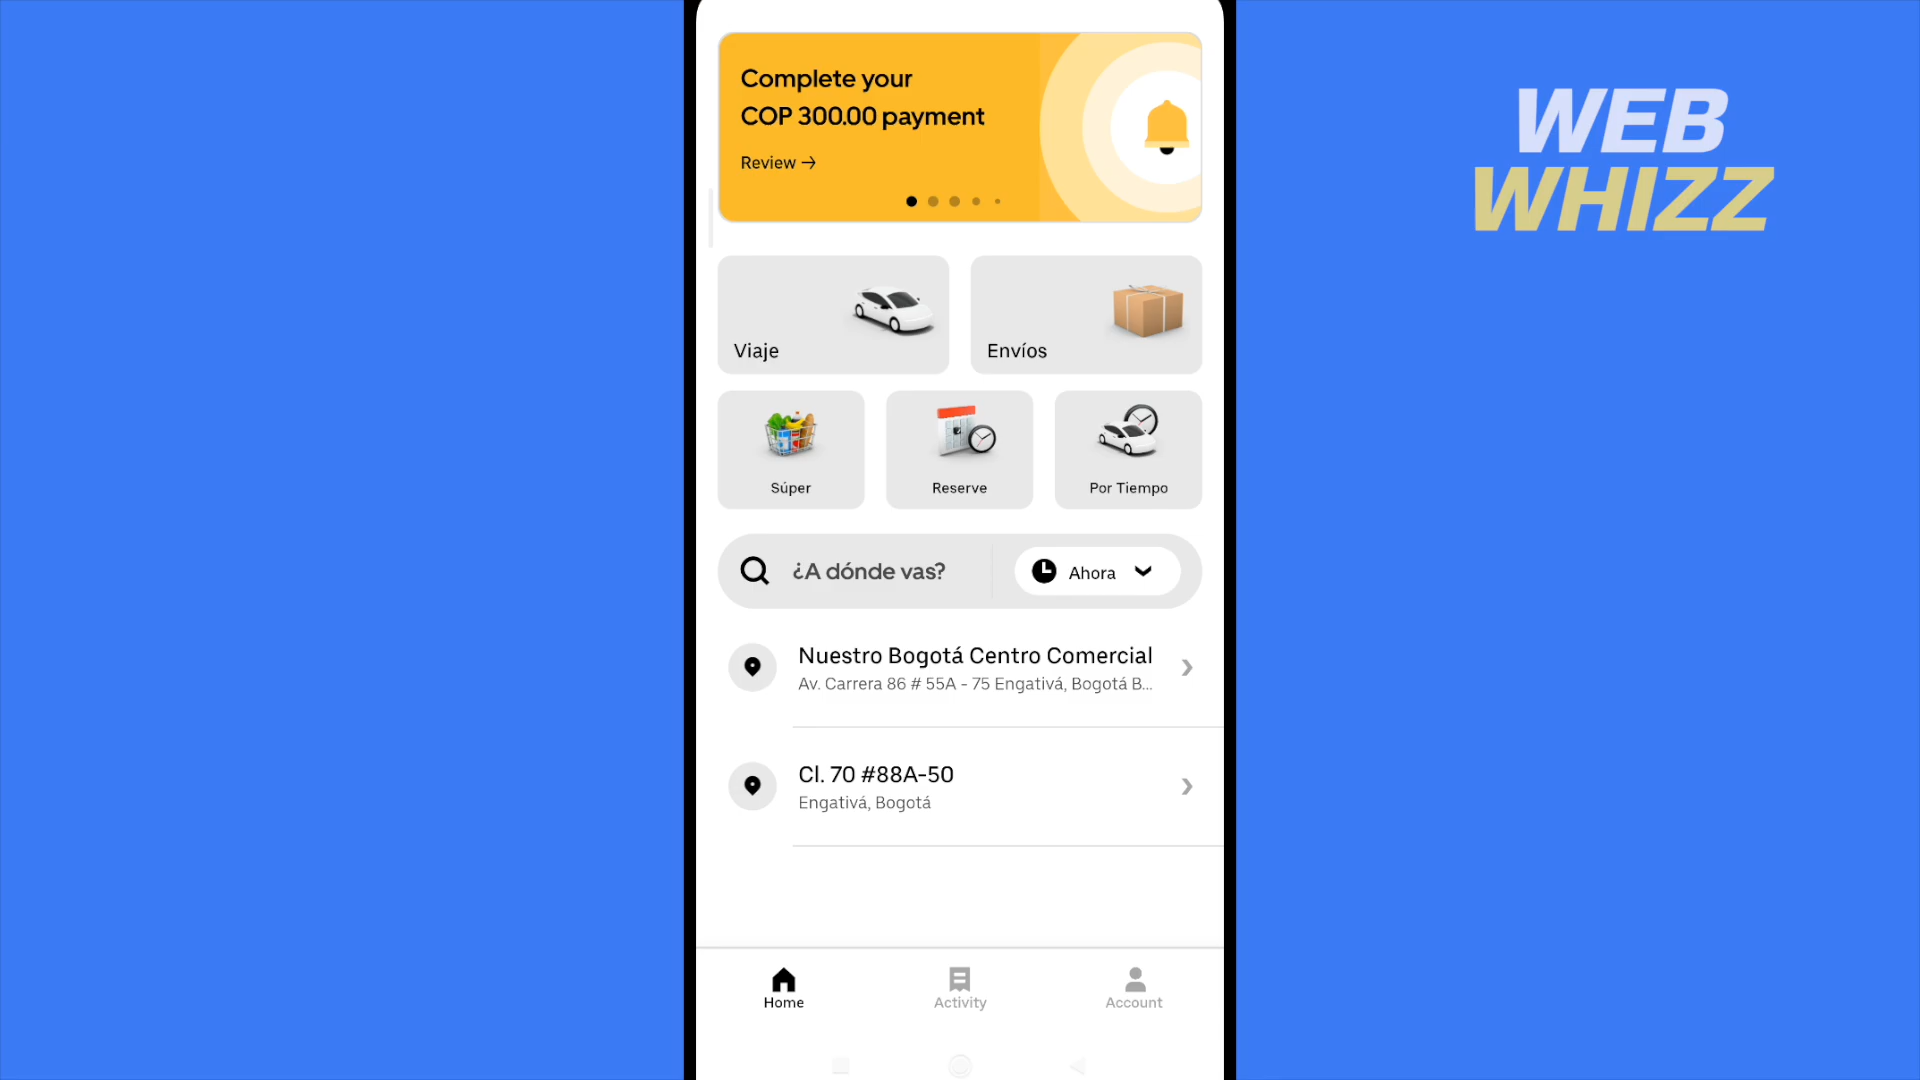 Complete your
COP 300.00 payment
Review →
WEB
WHIZZ
Viaje
Envíos
Súper
Reserve
Por Tiempo
¿A dónde vas?
Ahora
Nuestro Bogotá Centro Comercial
Av. Carrera 86 # 55A - 75 Engativá, Bogotá B...
Cl. 70 #88A-50
Engativá, Bogotá
Home
Activity
Account